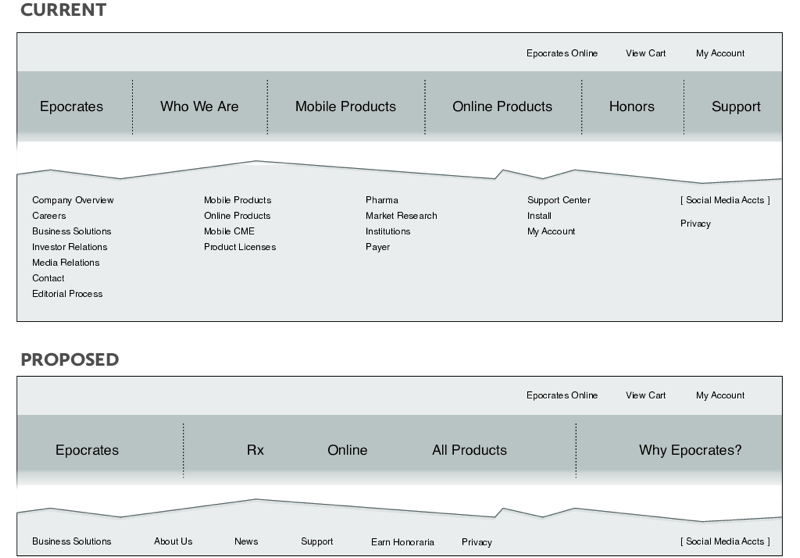 CURRENT
Epocrates Online View Cart My Account
Epocrates Who We Are Mobile Products Online Products Honors Support
Company Overview Mobile Products Pharma Support Center [ Social Media Accts ]
Careers Online Products Market Research Install Privacy
Business Solutions Mobile CME Institutions My Account
Investor Relations Product Licenses Payer
Media Relations
Contact
Editorial Process
PROPOSED
Epocrates Online View Cart My Account
Epocrates Rx Online All Products Why Epocrates?
Business Solutions About Us News Support Earn Honoraria Privacy [ Social Media Accts ]